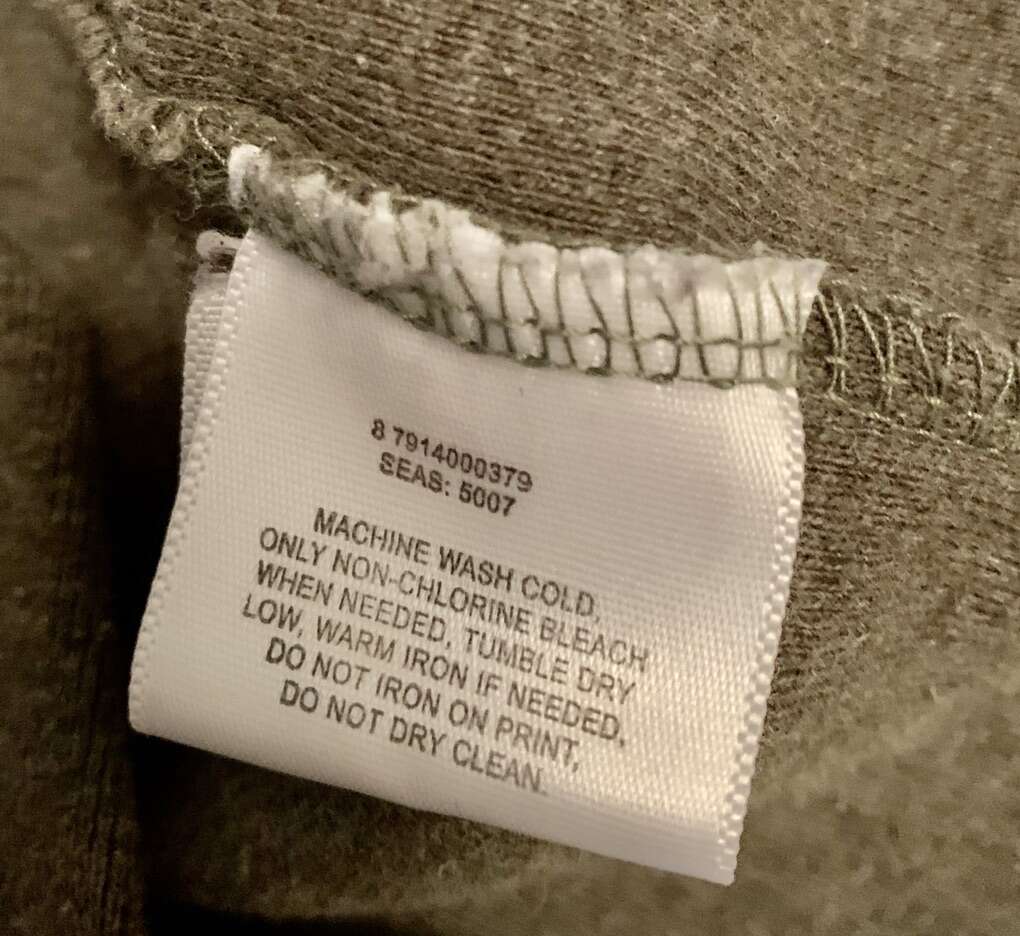 8 7914000379
SEAS: 5007
MACHINE WASH COLD,
ONLY NON-CHLORINE BLEACH
WHEN NEEDED, TUMBLE DRY
LOW, WARM IRON IF NEEDED,
DO NOT IRON ON PRINT,
DO NOT DRY CLEAN.